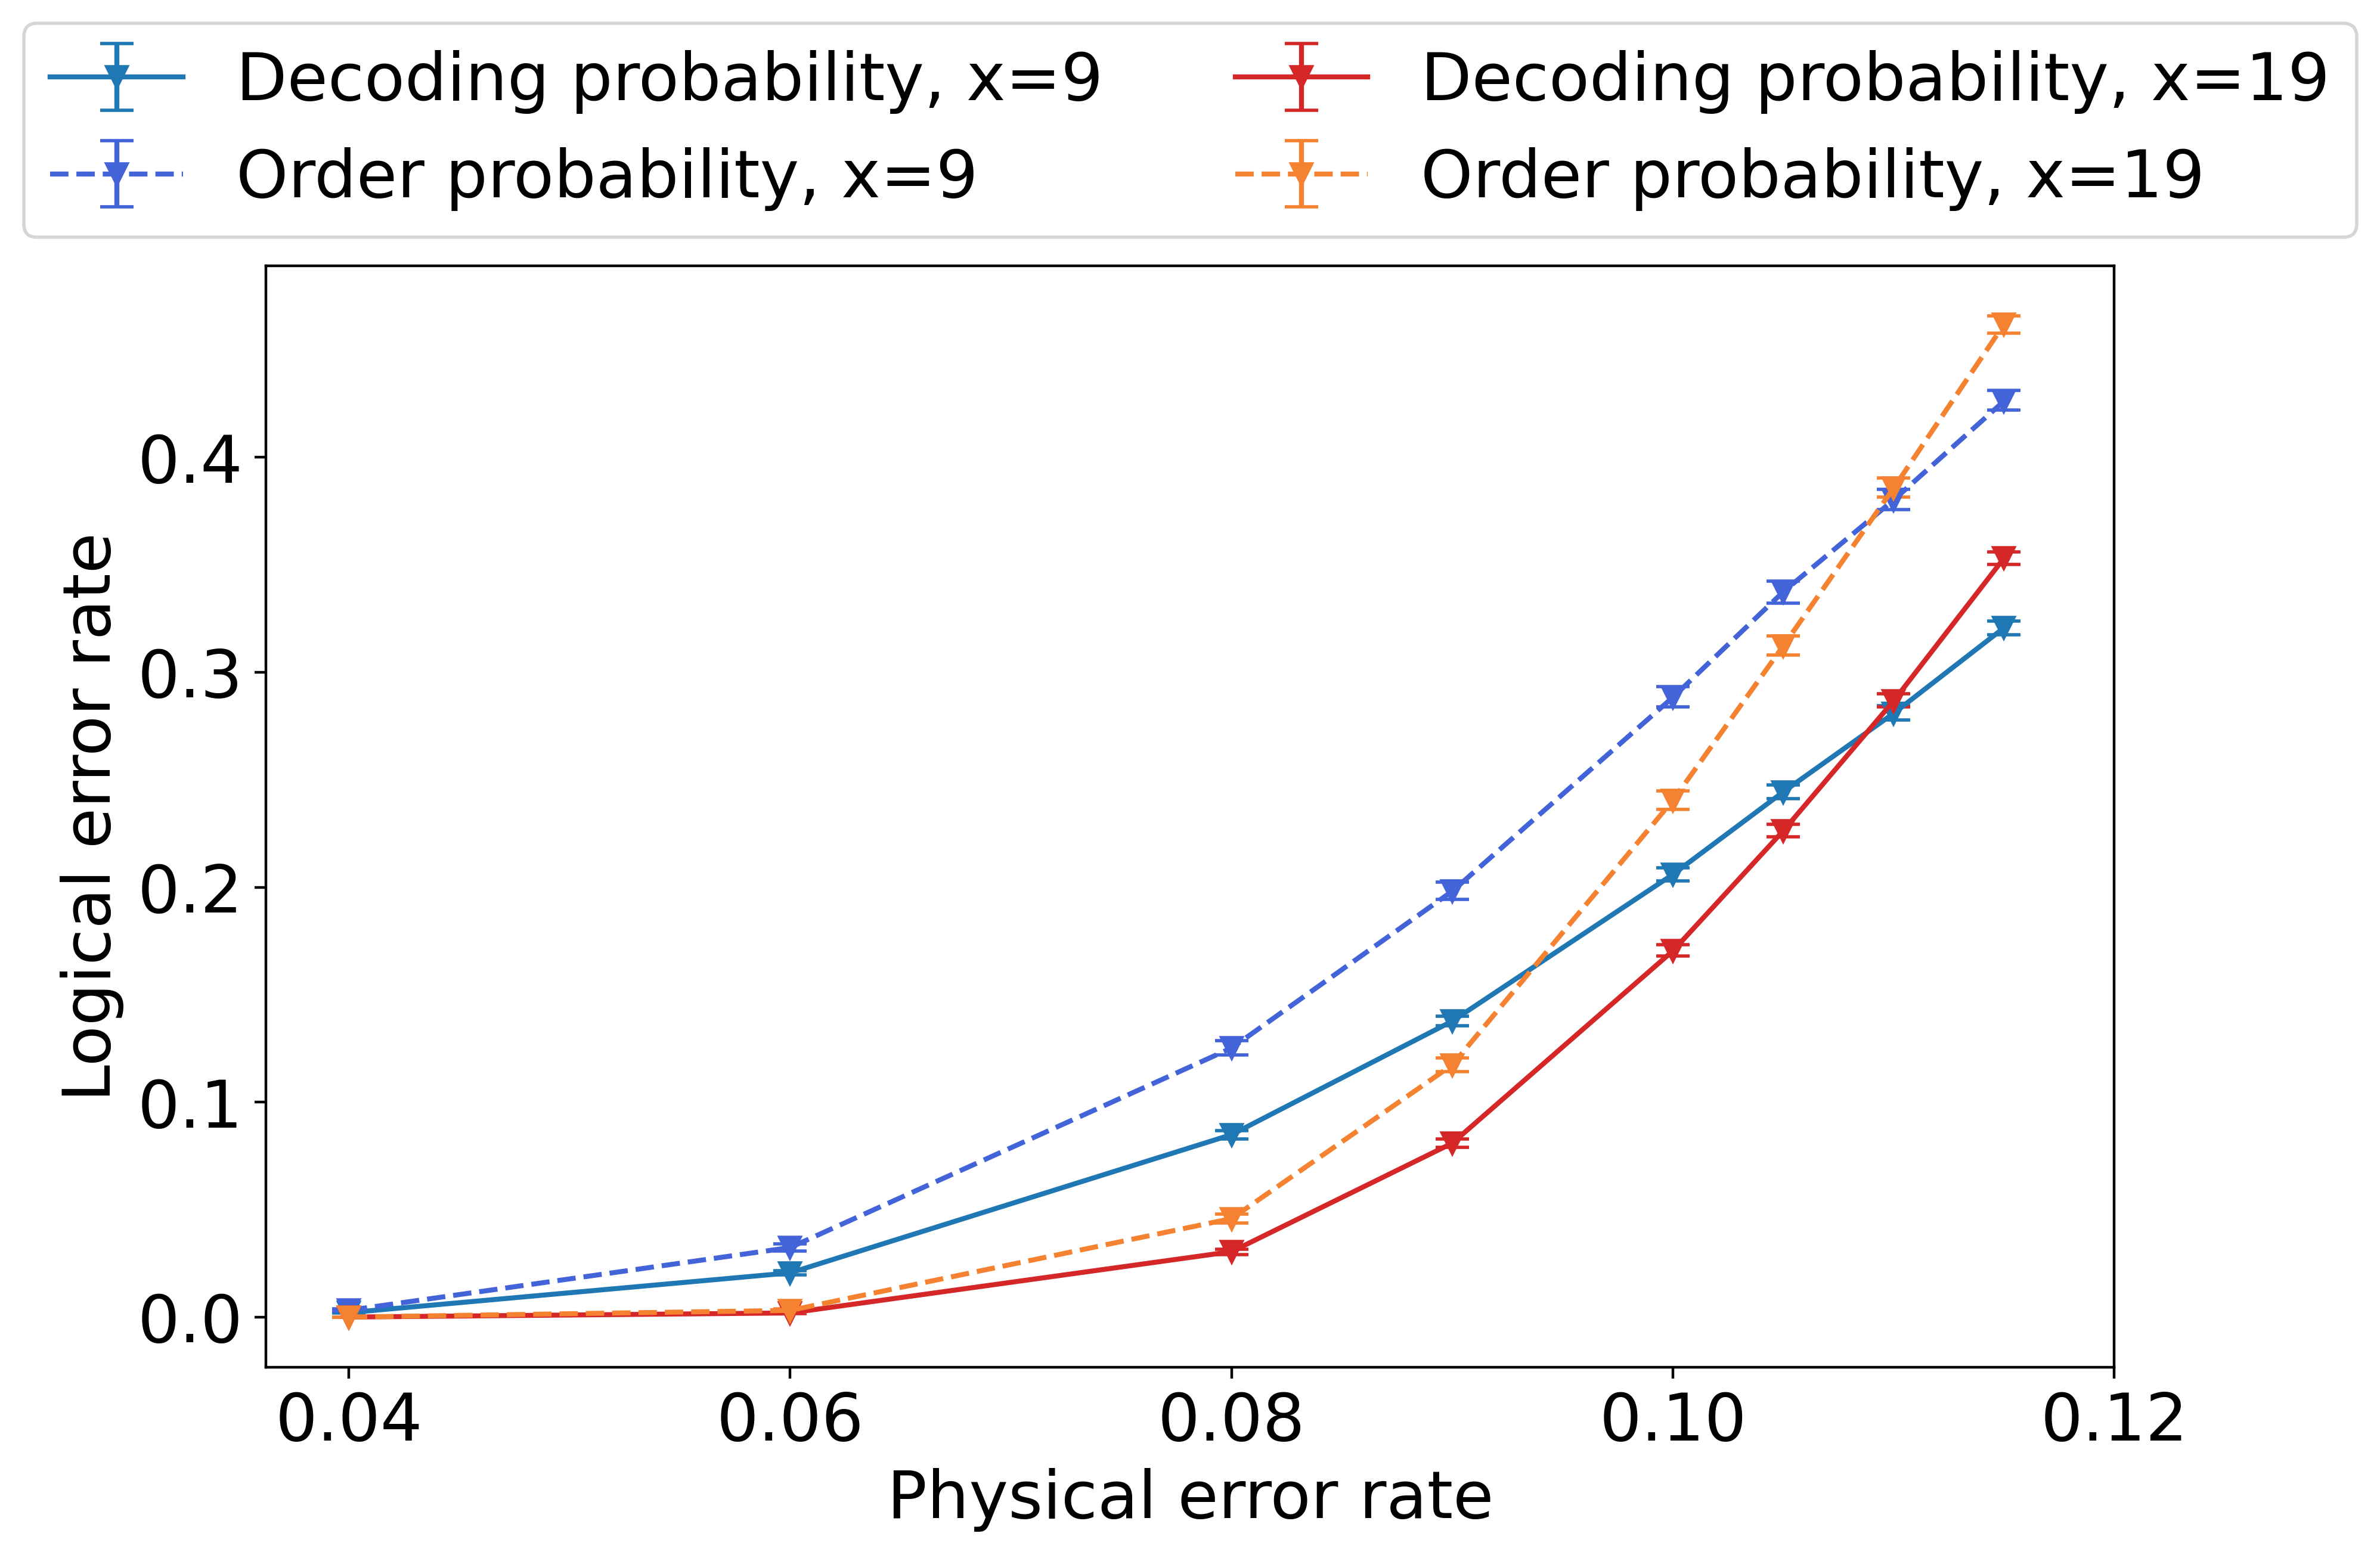 Decoding probability, x=9
Order probability, x=9
Decoding probability, x=19
Order probability, x=19
Logical error rate
0.4
0.3
0.2
0.1
0.0
0.04 0.06 0.08 0.10 0.12
Physical error rate